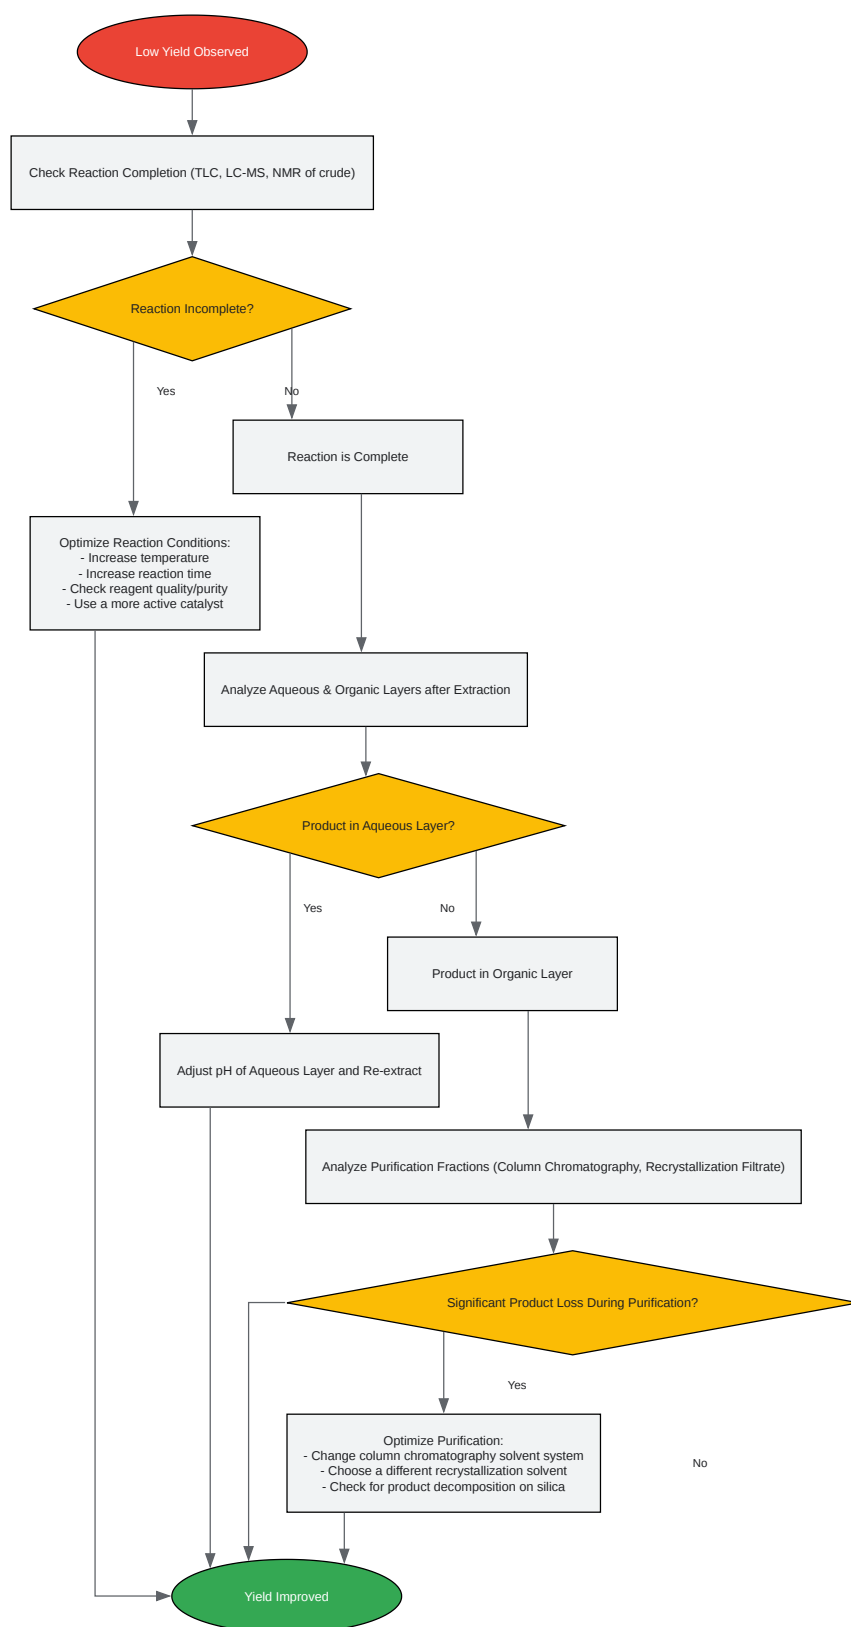 Low Yield Observed
Check Reaction Completion (TLC, LC-MS, NMR of crude)
Reaction Incomplete?
Yes
No
Reaction is Complete
Optimize Reaction Conditions:
- Increase temperature
- Increase reaction time
- Check reagent quality/purity
- Use a more active catalyst
Analyze Aqueous & Organic Layers after Extraction
Product in Aqueous Layer?
Yes
No
Product in Organic Layer
Adjust pH of Aqueous Layer and Re-extract
Analyze Purification Fractions (Column Chromatography, Recrystallization Filtrate)
Significant Product Loss During Purification?
Yes
Optimize Purification:
- Change column chromatography solvent system
- Choose a different recrystallization solvent
- Check for product decomposition on silica
No
Yield Improved